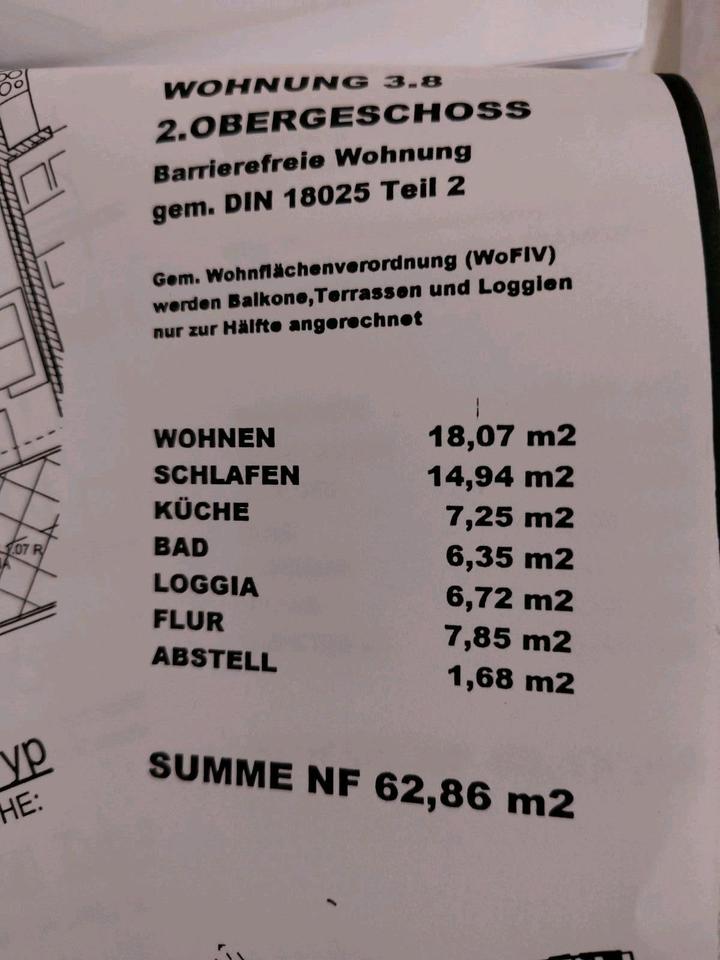 WOHNUNG 3.8
2.OBERGESCHOSS
Barrierefreie Wohnung
gem. DIN 18025 Teil 2
Gem. Wohnflächenverordnung (WoFlV)
werden Balkone,Terrassen und Loggien
nur zur Hälfte angerechnet
WOHNEN 18,07 m2
SCHLAFEN 14,94 m2
KÜCHE 7,25 m2
BAD 6,35 m2
LOGGIA 6,72 m2
FLUR 7,85 m2
ABSTELL 1,68 m2
SUMME NF 62,86 m2
yp
HE: